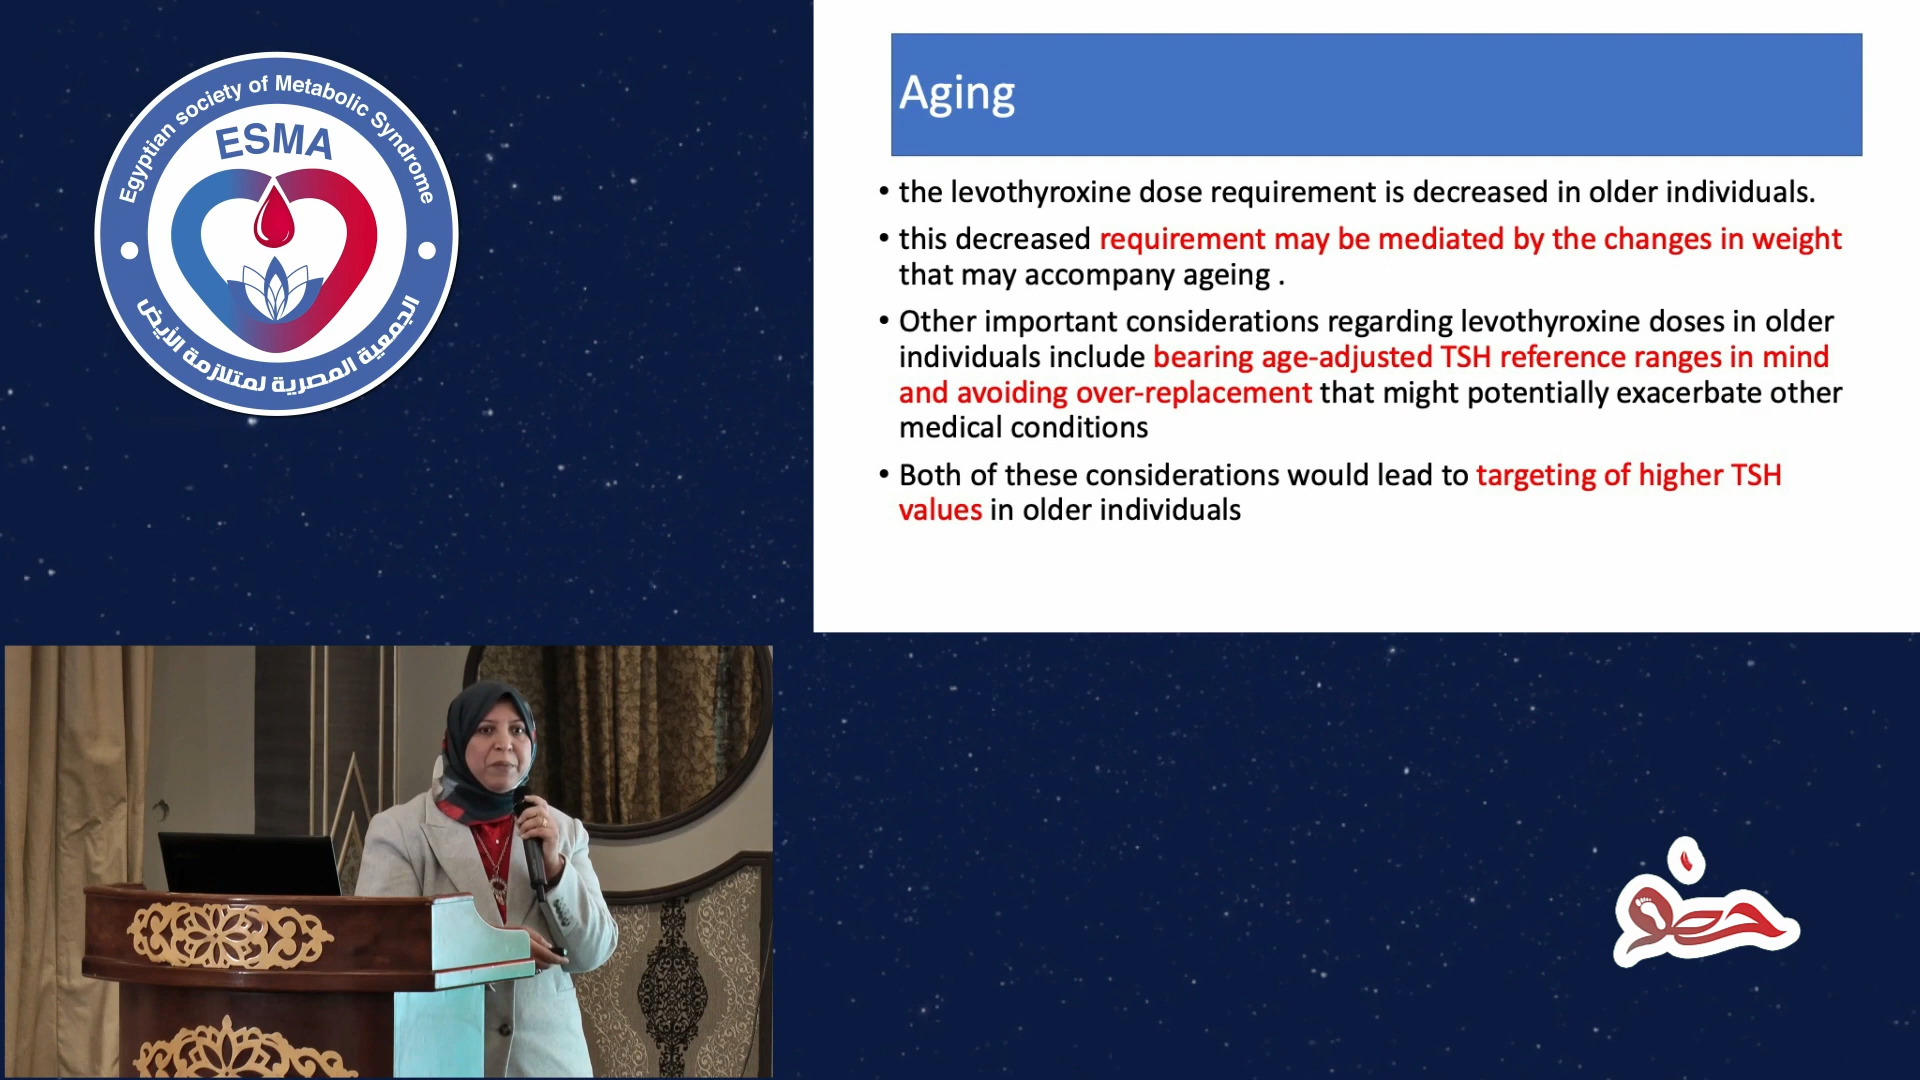 Egyptian society of Metabolic Syndrome
ESMA
الجمعية المصرية لمتلازمة الأيض
Aging
• the levothyroxine dose requirement is decreased in older individuals.
• this decreased requirement may be mediated by the changes in weight
that may accompany ageing .
• Other important considerations regarding levothyroxine doses in older
individuals include bearing age-adjusted TSH reference ranges in mind
and avoiding over-replacement that might potentially exacerbate other
medical conditions
• Both of these considerations would lead to targeting of higher TSH
values in older individuals